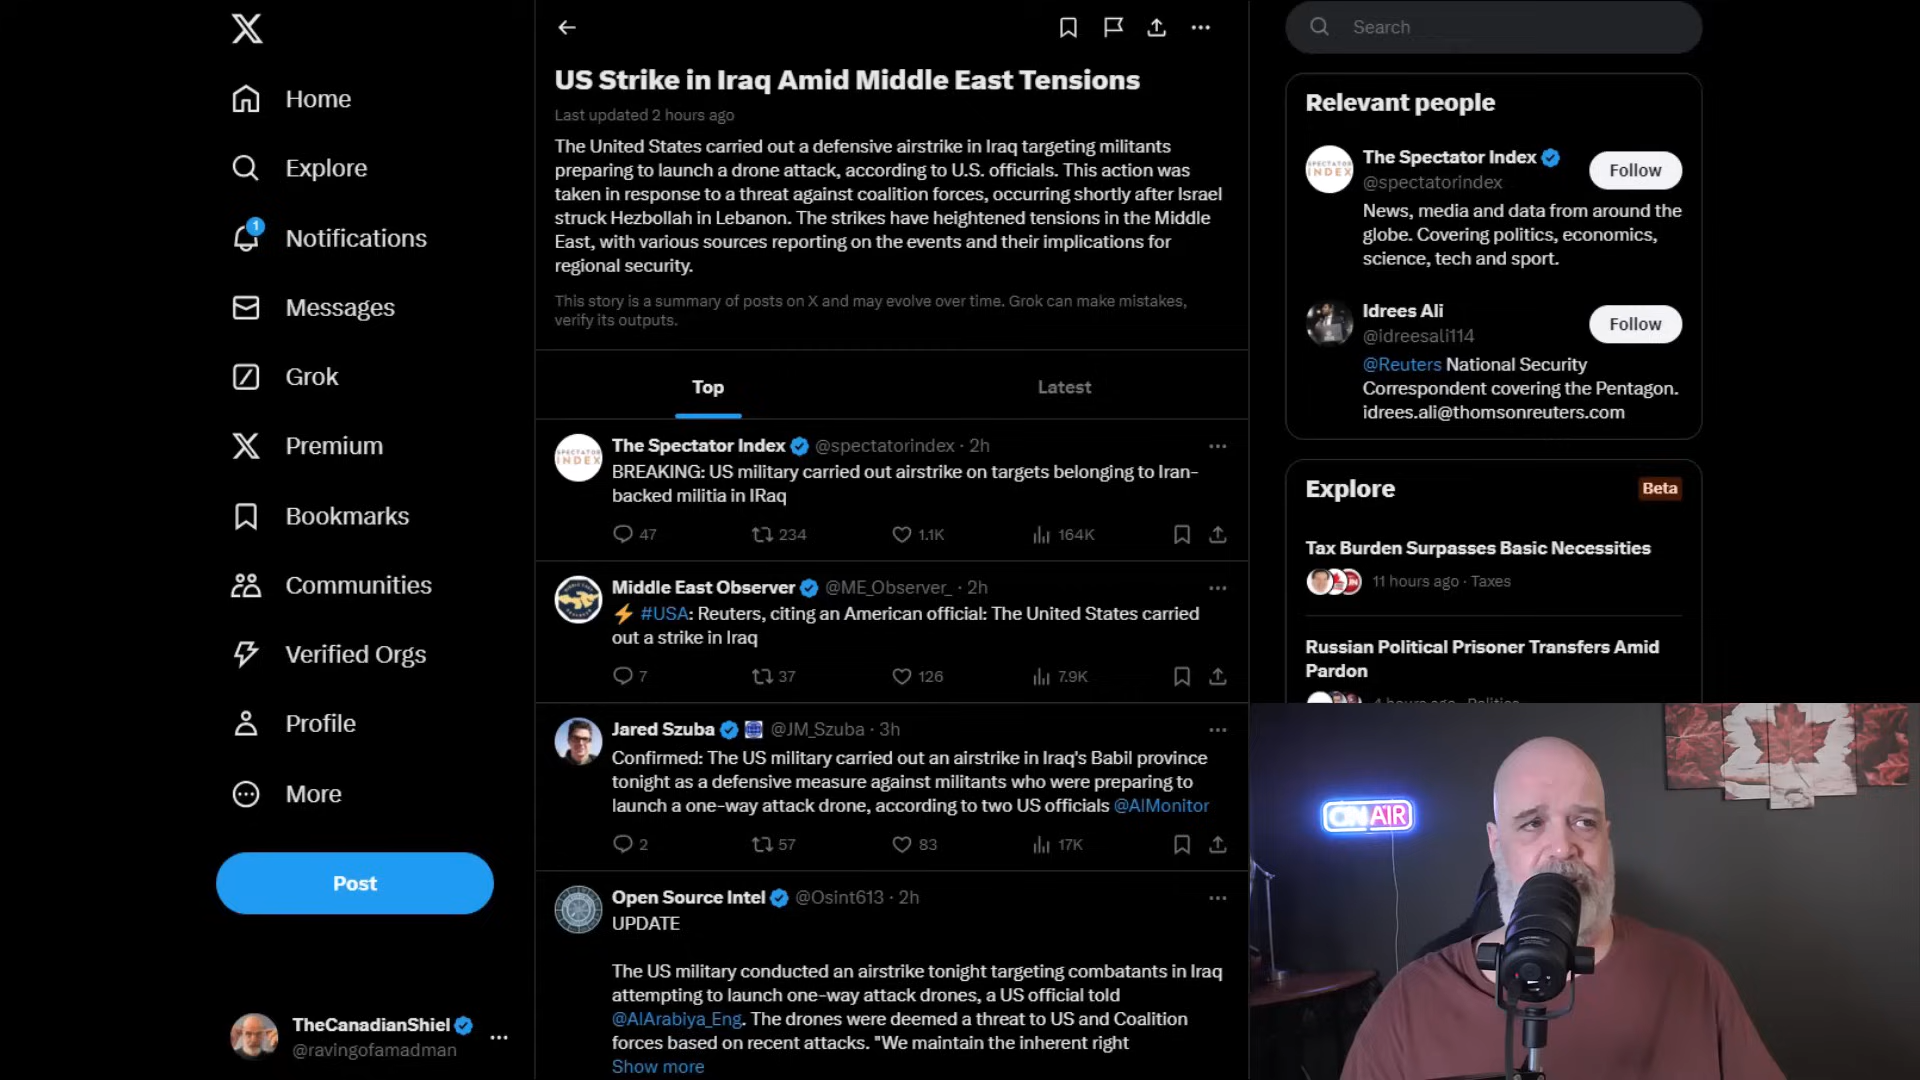 Home
Explore
1
Notifications
Messages
Grok
Premium
Bookmarks
Communities
Verified Orgs
Profile
More
Post
TheCanadianShiel
@ravingofamadman
US Strike in Iraq Amid Middle East Tensions
Last updated 2 hours ago
The United States carried out a defensive airstrike in Iraq targeting militants
preparing to launch a drone attack, according to U.S. officials. This action was
taken in response to a threat against coalition forces, occurring shortly after Israel
struck Hezbollah in Lebanon. The strikes have heightened tensions in the Middle
East, with various sources reporting on the events and their implications for
regional security.
This story is a summary of posts on X and may evolve over time. Grok can make mistakes,
verify its outputs.
Top
Latest
SPECTATOR
INDEX
The Spectator Index @spectatorindex · 2h
BREAKING: US military carried out airstrike on targets belonging to Iran-
backed militia in IRaq
47 234 1.1K 164K
Middle East Observer @ME_Observer_ · 2h
#USA: Reuters, citing an American official: The United States carried
out a strike in Iraq
7 37 126 7.9K
Jared Szuba @JM_Szuba · 3h
Confirmed: The US military carried out an airstrike in Iraq's Babil province
tonight as a defensive measure against militants who were preparing to
launch a one-way attack drone, according to two US officials @AlMonitor
2 57 83 17K
Open Source Intel @Osint613 · 2h
UPDATE
The US military conducted an airstrike tonight targeting combatants in Iraq
attempting to launch one-way attack drones, a US official told
@AlArabiya_Eng. The drones were deemed a threat to US and Coalition
forces based on recent attacks. "We maintain the inherent right
Show more
Search
Relevant people
SPECTATOR
INDEX
The Spectator Index
@spectatorindex
Follow
News, media and data from around the
globe. Covering politics, economics,
science, tech and sport.
Idrees Ali
@idreesali114
Follow
@Reuters National Security
Correspondent covering the Pentagon.
idrees.ali@thomsonreuters.com
Explore
Beta
Tax Burden Surpasses Basic Necessities
11 hours ago · Taxes
Russian Political Prisoner Transfers Amid
Pardon
4 hours ago · Politics
ON AIR